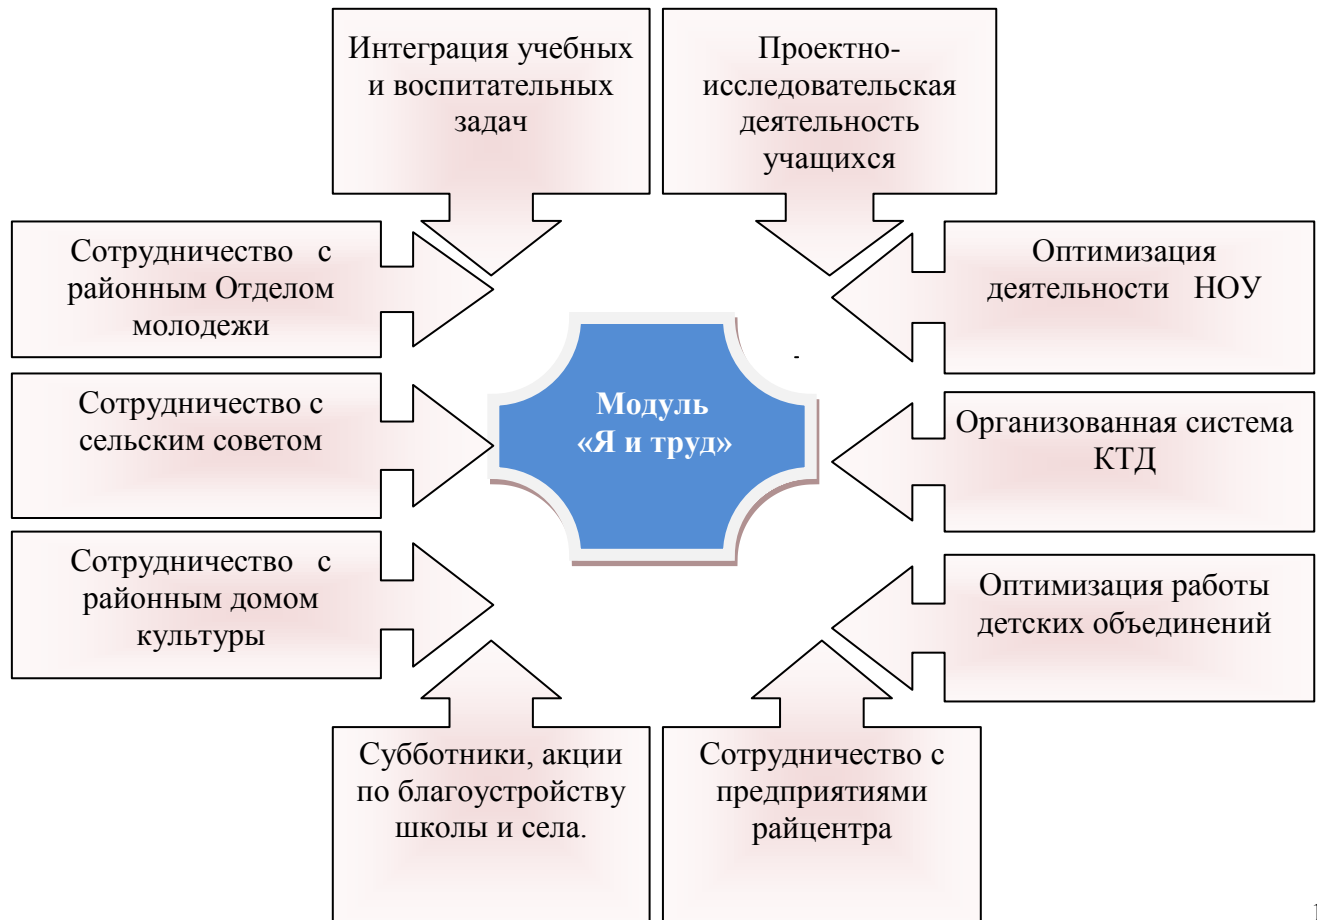 Интеграция учебных
и воспитательных
задач
Проектно-
исследовательская
деятельность
учащихся
Сотрудничество с
районным Отделом
молодежи
Оптимизация
деятельности НОУ
Сотрудничество с
сельским советом
Модуль
«Я и труд»
-
Организованная система
КТД
Сотрудничество с
районным домом
культуры
Оптимизация работы
детских объединений
Субботники, акции
по благоустройству
школы и села.
Сотрудничество с
предприятиями
райцентра
1